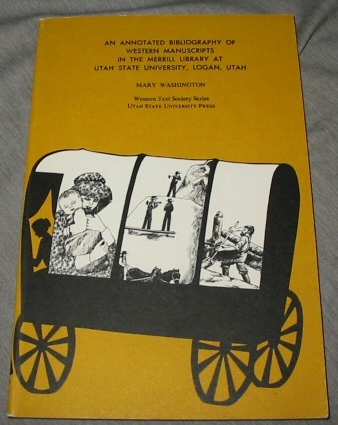 AN ANNOTATED BIBLIOGRAPHY OF
WESTERN MANUSCRIPTS
IN THE MERRILL LIBRARY AT
UTAH STATE UNIVERSITY, LOGAN, UTAH
MARY WASHINGTON
Western Text Society Series
UTAH STATE UNIVERSITY PRESS